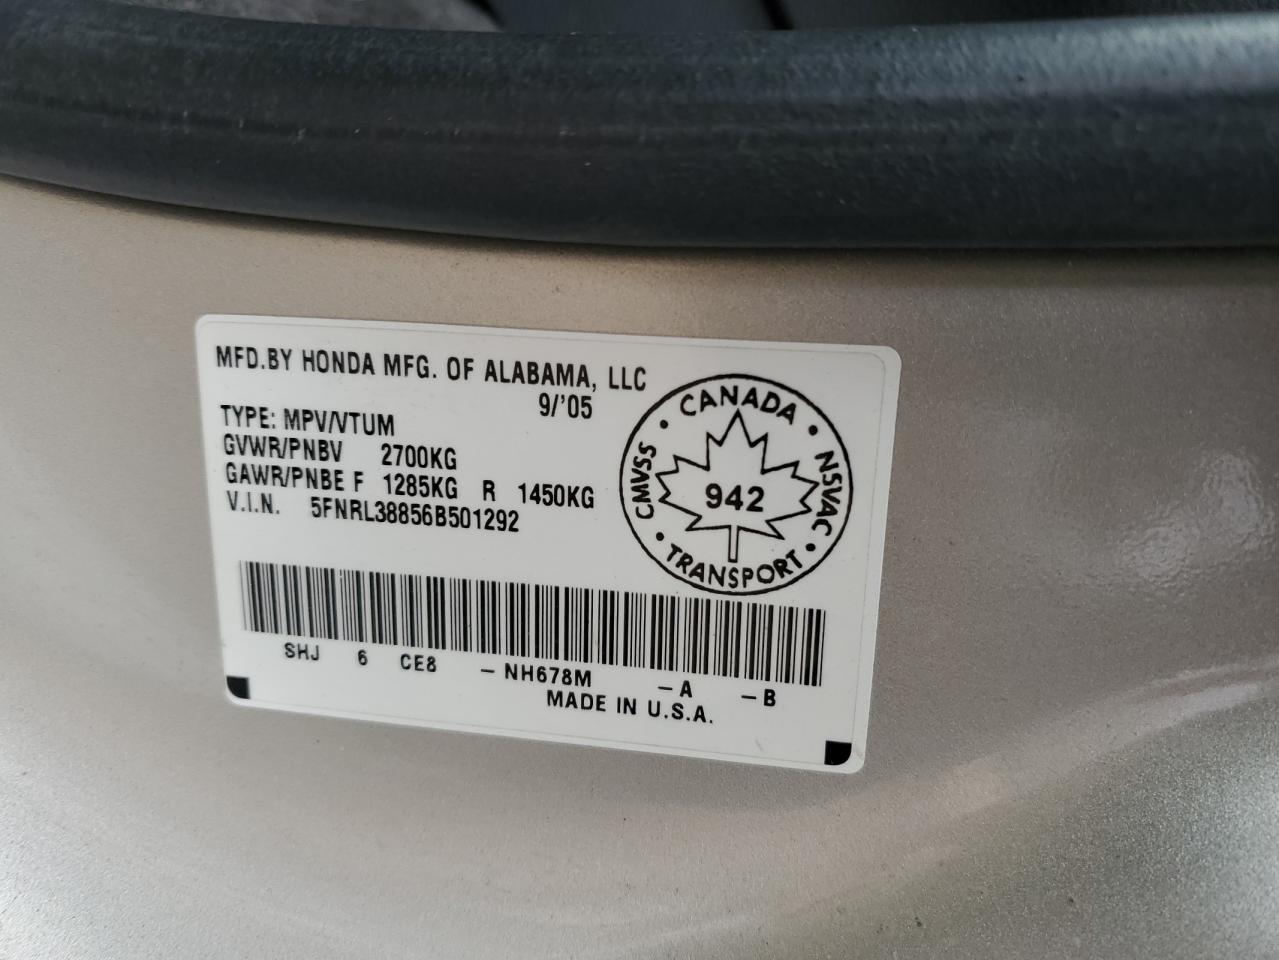 MFD.BY HONDA MFG. OF ALABAMA, LLC
9/'05
TYPE: MPV/VTUM
GVWR/PNBV 2700KG
GAWR/PNBE F 1285KG R 1450KG
V.I.N. 5FNRL38856B501292
CANADA
CMVSS
NSVAC
942
TRANSPORT
SHJ 6 CE8 -NH678M -A -B
MADE IN U.S.A.